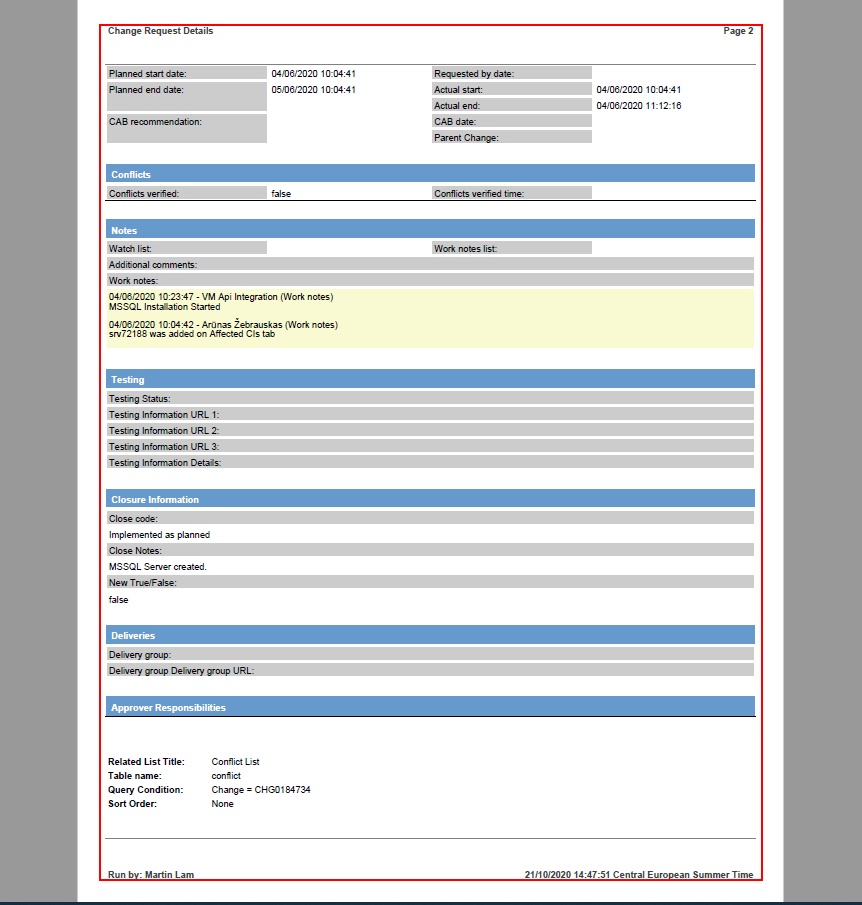 Change Request Details Page 2
Planned start date: 04/06/2020 10:04:41 Requested by date:
Planned end date: 05/06/2020 10:04:41 Actual start: 04/06/2020 10:04:41
Actual end: 04/06/2020 11:12:16
CAB recommendation: CAB date:
Parent Change:
Conflicts
Conflicts verified: false Conflicts verified time:
Notes
Watch list: Work notes list:
Additional comments:
Work notes:
04/06/2020 10:23:47 - VM Api Integration (Work notes)
MSSQL Installation Started
04/06/2020 10:04:42 - Arūnas Žebrauskas (Work notes)
srv72188 was added on Affected CIs tab
Testing
Testing Status:
Testing Information URL 1:
Testing Information URL 2:
Testing Information URL 3:
Testing Information Details:
Closure Information
Close code:
Implemented as planned
Close Notes:
MSSQL Server created.
New True/False:
false
Deliveries
Delivery group:
Delivery group Delivery group URL:
Approver Responsibilities
Related List Title: Conflict List
Table name: conflict
Query Condition: Change = CHG0184734
Sort Order: None
Run by: Martin Lam 21/10/2020 14:47:51 Central European Summer Time